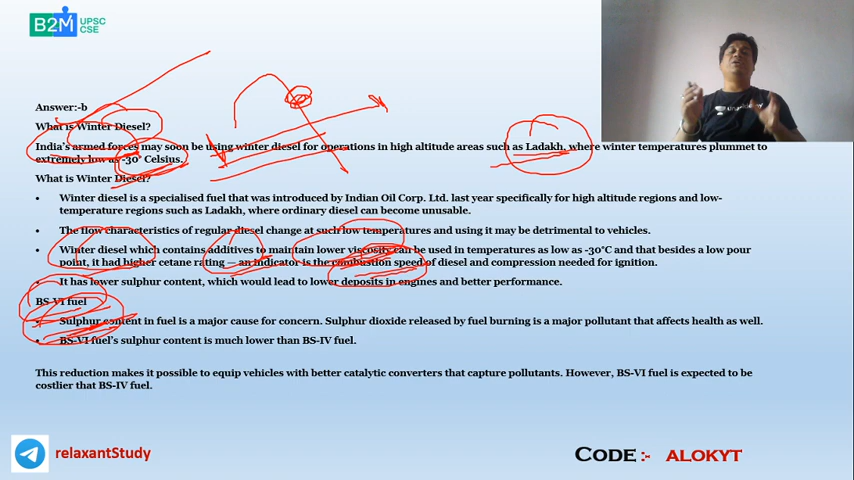 B2M UPSC
CSE
Answer:-b
What is Winter Diesel?
India's armed forces may soon be using winter diesel for operations in high altitude areas such as Ladakh, where winter temperatures plummet to
extremely low as -30° Celsius.
What is Winter Diesel?
• Winter diesel is a specialised fuel that was introduced by Indian Oil Corp. Ltd. last year specifically for high altitude regions and low-
temperature regions such as Ladakh, where ordinary diesel can become unusable.
• The flow characteristics of regular diesel change at such low temperatures and using it may be detrimental to vehicles.
• Winter diesel which contains additives to maintain lower viscosity can be used in temperatures as low as -30°C and that besides a low pour
point, it had higher cetane rating — an indicator is the combustion speed of diesel and compression needed for ignition.
• It has lower sulphur content, which would lead to lower deposits in engines and better performance.
BS-VI fuel
• Sulphur content in fuel is a major cause for concern. Sulphur dioxide released by fuel burning is a major pollutant that affects health as well.
• BS-VI fuel's sulphur content is much lower than BS-IV fuel.
This reduction makes it possible to equip vehicles with better catalytic converters that capture pollutants. However, BS-VI fuel is expected to be
costlier that BS-IV fuel.
relaxantStudy
CODE :- ALOKYT